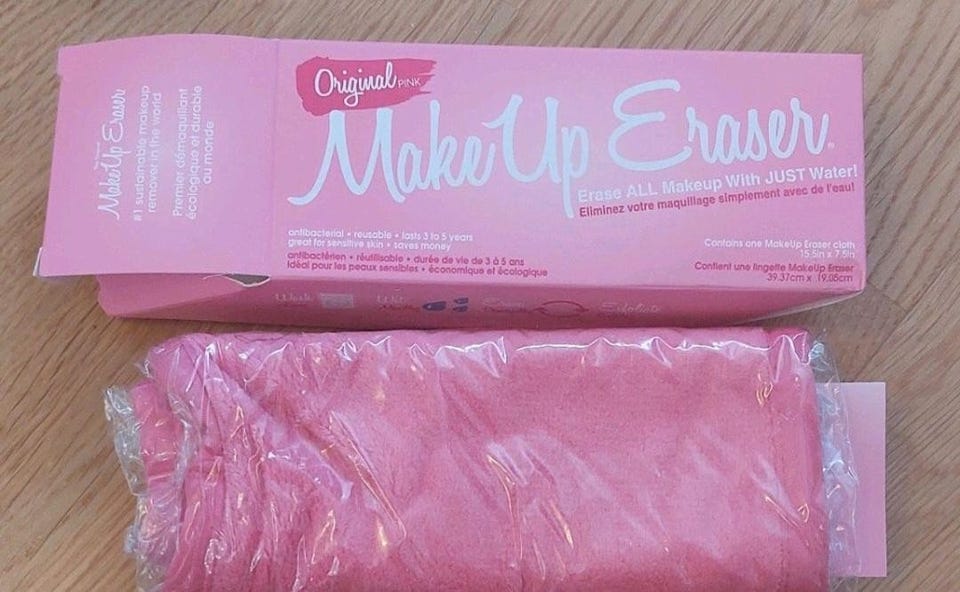 Original PINK
MakeUp Eraser
Erase ALL Makeup With JUST Water!
Eliminez votre maquillage simplement avec de l'eau!
antibacterial • reusable • lasts 3 to 5 years
great for sensitive skin • saves money
antibactérien • réutilisable • durée de vie de 3 à 5 ans
idéal pour les peaux sensibles • économique et écologique
Contains one MakeUp Eraser cloth
15.5in x 7.5in
Contient une lingette MakeUp Eraser
39.37cm x 19.05cm
MakeUp Eraser
#1 sustainable makeup
remover in the world
Premier démaquillant
écologique et durable
au monde
Wash
Wet
Exfoliate